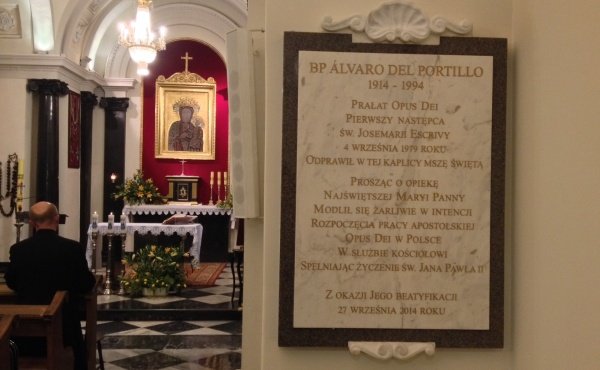 BP ÁLVARO DEL PORTILLO
1914 - 1994
PRAŁAT OPUS DEI
PIERWSZY NASTĘPCA
ŚW. JOSEMARII ESCRIVY
4 WRZEŚNIA 1979 ROKU
ODPRAWIŁ W TEJ KAPLICY MSZĘ ŚWIĘTĄ
PROSZĄC O OPIEKĘ
NAJŚWIĘTSZEJ MARYI PANNY
MODLIŁ SIĘ ŻARLIWIE W INTENCJI
ROZPOCZĘCIA PRACY APOSTOLSKIEJ
OPUS DEI W POLSCE
W SŁUŻBIE KOŚCIOŁOWI
SPEŁNIAJĄC ŻYCZENIE ŚW. JANA PAWŁA II
Z OKAZJI JEGO BEATYFIKACJI
27 WRZEŚNIA 2014 ROKU